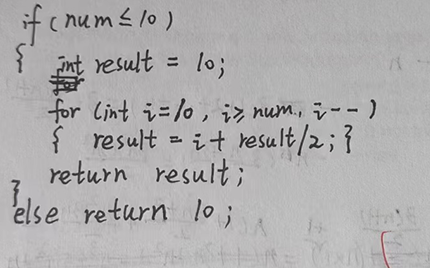 if (num ≤ 10)
{ int result = 10;
for (int i=10, i≥num, i--)
{ result = i + result/2; }
return result;
}
else return 10;